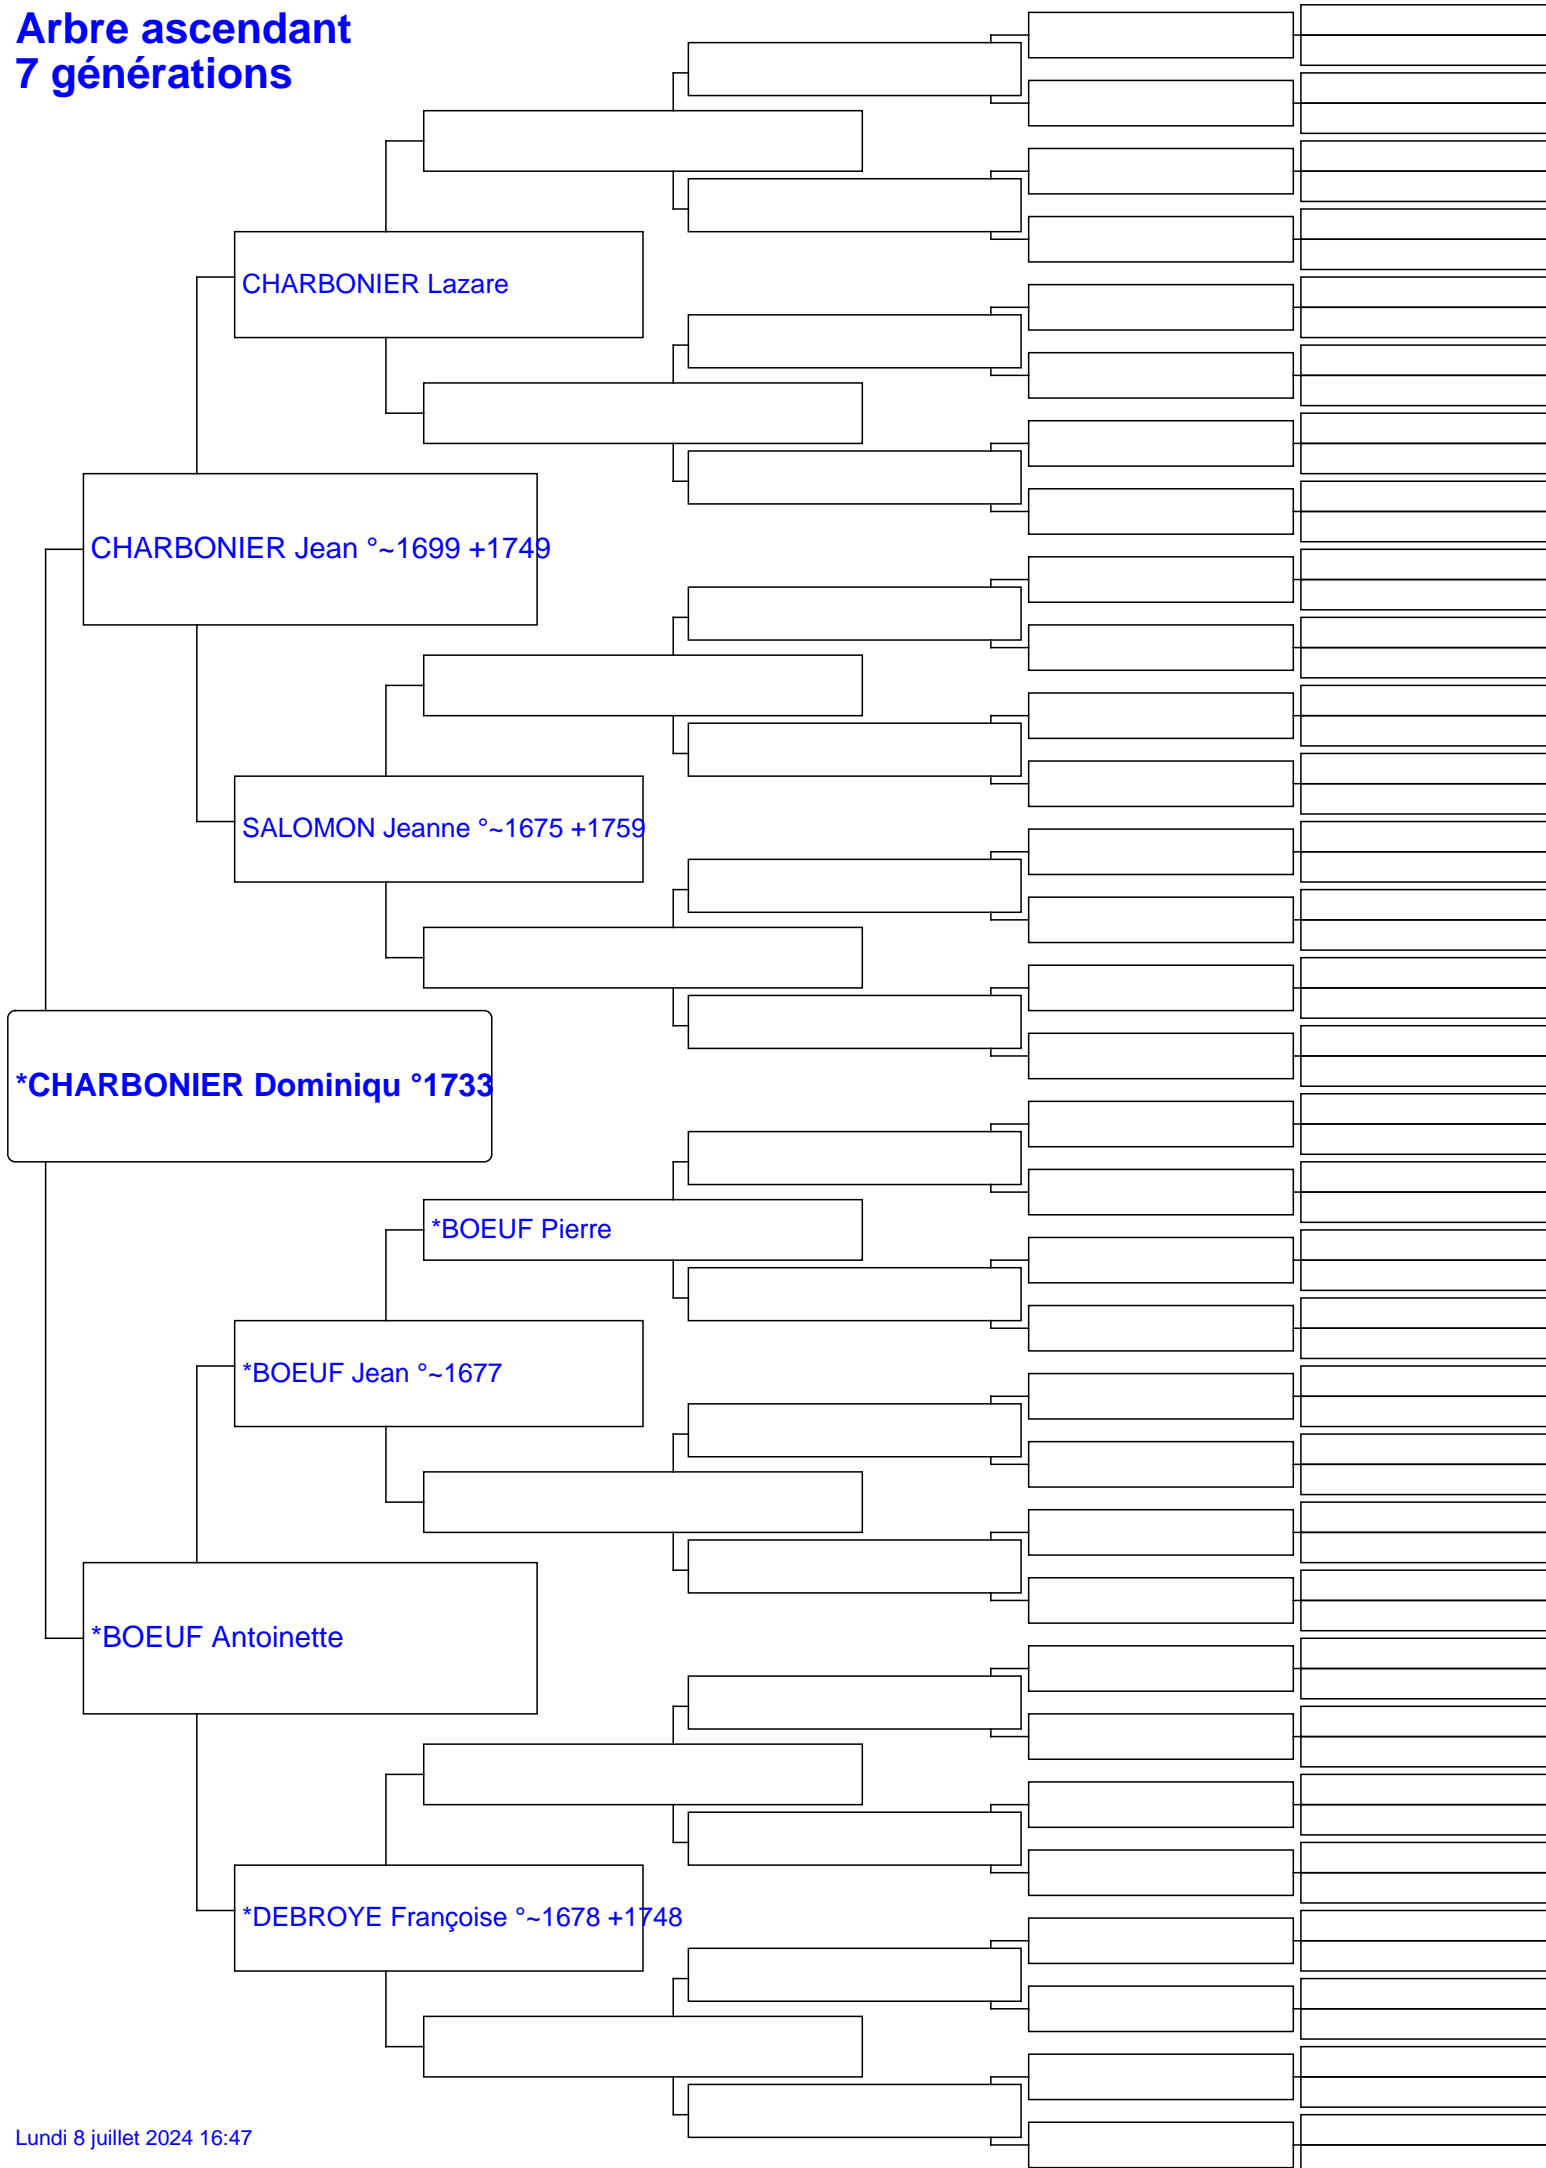 Arbre ascendant
7 générations
CHARBONIER Lazare
CHARBONIER Jean °~1699 +1749
SALOMON Jeanne °~1675 +1759
*CHARBONIER Dominiqu °1733
*BOEUF Pierre
*BOEUF Jean °~1677
*BOEUF Antoinette
*DEBROYE Françoise °~1678 +1748
Lundi 8 juillet 2024 16:47